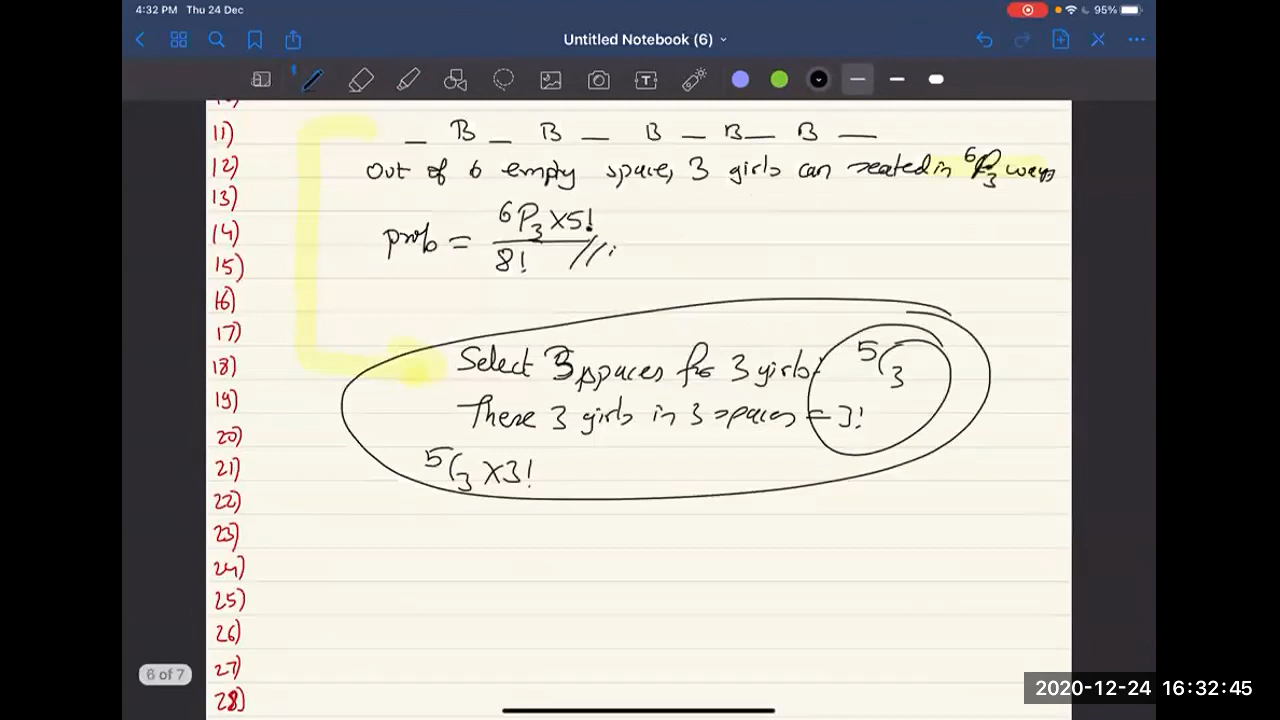 4:32 PM Thu 24 Dec
95%
Untitled Notebook (6)
11) _ B _ B _ B _ B _ B _
12) Out of 6 empty space, 3 girls can seated in ⁶P₃ ways
13)
14) prob = ⁶P₃ × 5! / 8!
15)
16)
17)
18) Select 3 spaces for 3 girls: ⁵C₃
19) These 3 girls in 3 spaces = 3!
20)
21) ⁵C₃ × 3!
22)
23)
24)
25)
26)
27)
28)
6 of 7
2020-12-24 16:32:45